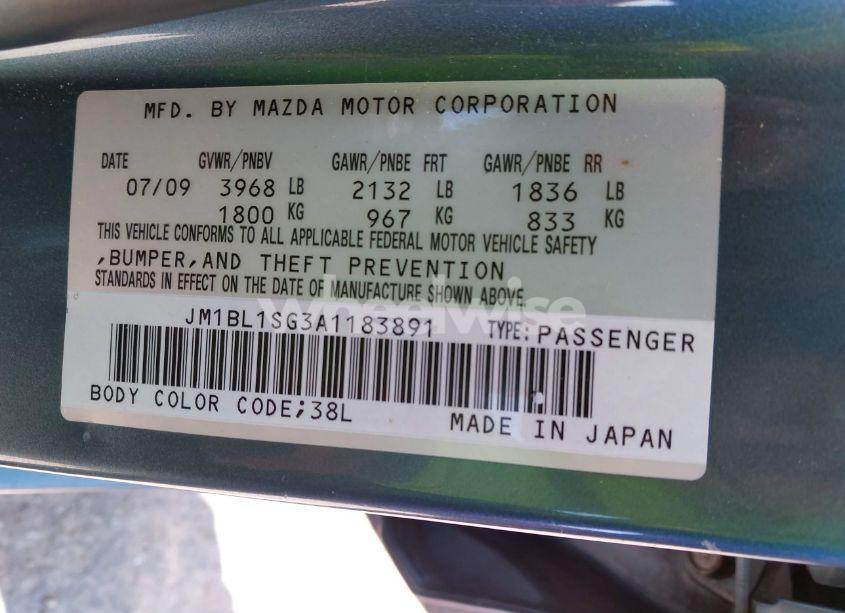 MFD. BY MAZDA MOTOR CORPORATION
DATE GVWR/PNBV GAWR/PNBE FRT GAWR/PNBE RR
07/09 3968 LB 2132 LB 1836 LB
1800 KG 967 KG 833 KG
THIS VEHICLE CONFORMS TO ALL APPLICABLE FEDERAL MOTOR VEHICLE SAFETY
,BUMPER,AND THEFT PREVENTION
STANDARDS IN EFFECT ON THE DATE OF MANUFACTURE SHOWN ABOVE.
wheelwise
JM1BL1SG3A1183891 TYPE: PASSENGER
BODY COLOR CODE;38L MADE IN JAPAN